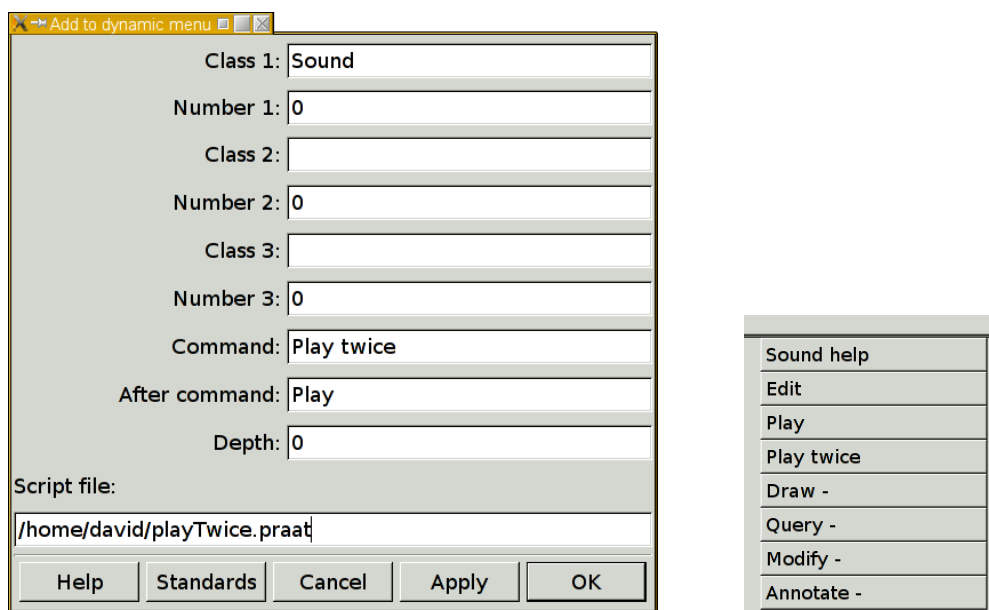 Add to dynamic menu
Class 1: Sound
Number 1: 0
Class 2:
Number 2: 0
Class 3:
Number 3: 0
Command: Play twice
After command: Play
Depth: 0
Script file:
/home/david/playTwice.praat
Help Standards Cancel Apply OK
Sound help
Edit
Play
Play twice
Draw -
Query -
Modify -
Annotate -